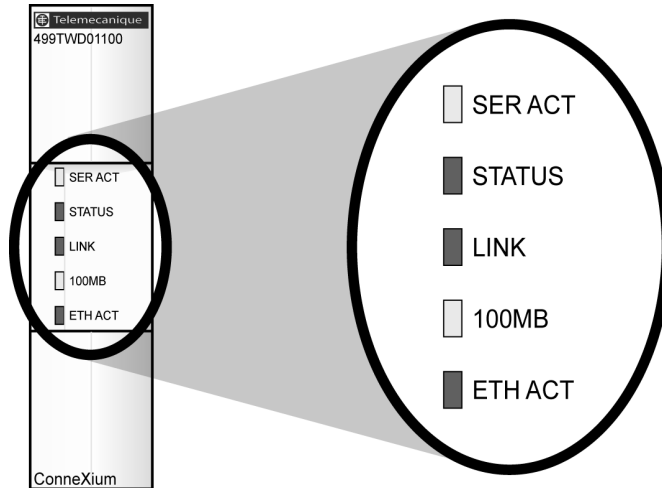 Telemecanique
499TWD01100
SER ACT
STATUS
LINK
100MB
ETH ACT
ConneXium
SER ACT
STATUS
LINK
100MB
ETH ACT